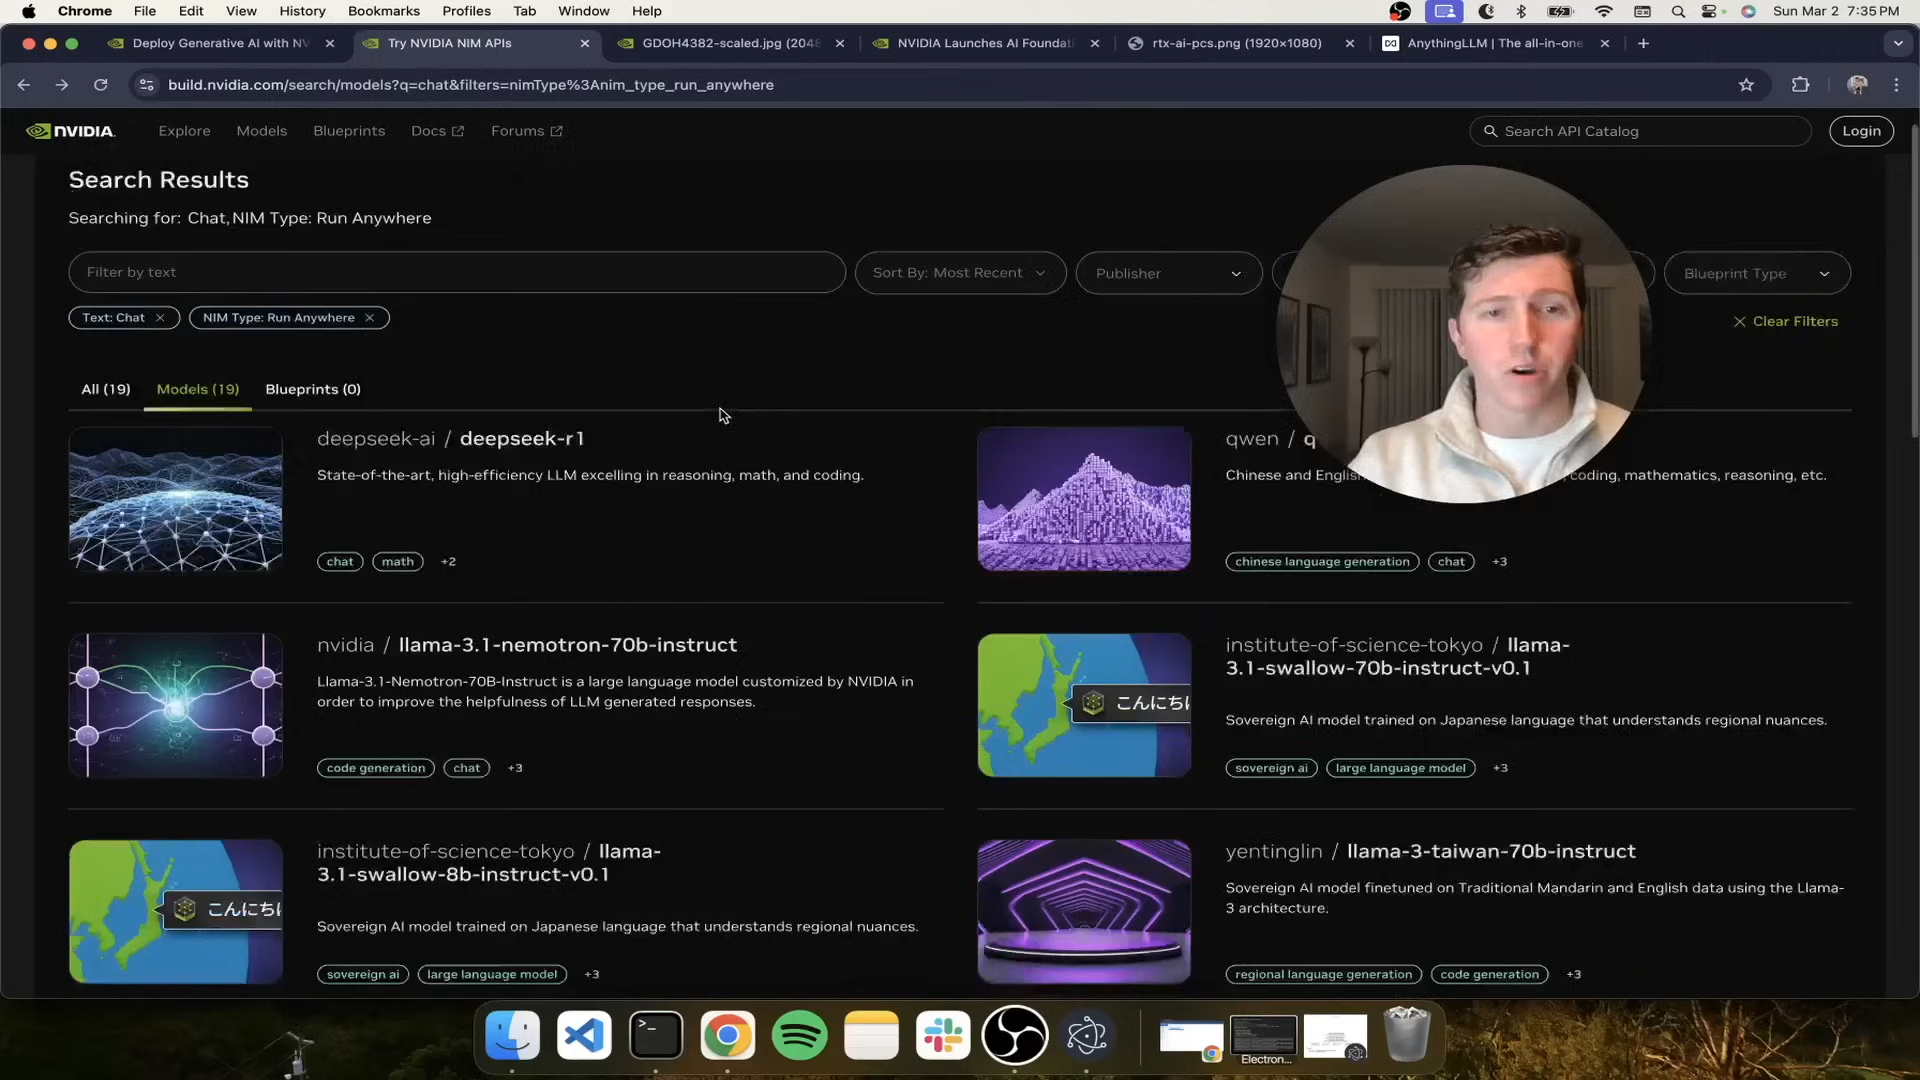 Chrome File Edit View History Bookmarks Profiles Tab Window Help Sun Mar 2 7:35 PM
Deploy Generative AI with NV Try NVIDIA NIM APIs GDOH4382-scaled.jpg (2048 NVIDIA Launches AI Foundat rtx-ai-pcs.png (1920×1080) AnythingLLM | The all-in-one
build.nvidia.com/search/models?q=chat&filters=nimType%3Anim_type_run_anywhere
NVIDIA. Explore Models Blueprints Docs Forums Search API Catalog Login
Search Results
Searching for: Chat,NIM Type: Run Anywhere
Filter by text Sort By: Most Recent Publisher Blueprint Type
Text: Chat NIM Type: Run Anywhere Clear Filters
All (19) Models (19) Blueprints (0)
deepseek-ai / deepseek-r1
State-of-the-art, high-efficiency LLM excelling in reasoning, math, and coding.
chat math +2
qwen / q
Chinese and English coding, mathematics, reasoning, etc.
chinese language generation chat +3
nvidia / llama-3.1-nemotron-70b-instruct
Llama-3.1-Nemotron-70B-Instruct is a large language model customized by NVIDIA in
order to improve the helpfulness of LLM generated responses.
code generation chat +3
こんにち
institute-of-science-tokyo / llama-
3.1-swallow-70b-instruct-v0.1
Sovereign AI model trained on Japanese language that understands regional nuances.
sovereign ai large language model +3
こんにち
institute-of-science-tokyo / llama-
3.1-swallow-8b-instruct-v0.1
Sovereign AI model trained on Japanese language that understands regional nuances.
sovereign ai large language model +3
yentinglin / llama-3-taiwan-70b-instruct
Sovereign AI model finetuned on Traditional Mandarin and English data using the Llama-
3 architecture.
regional language generation code generation +3
Electron...